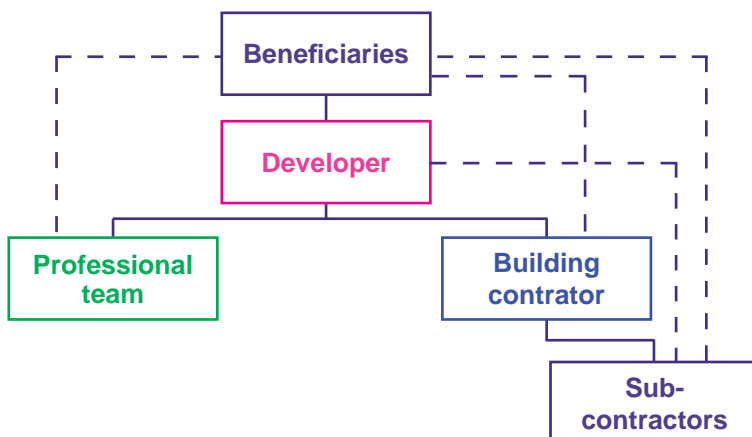 Beneficiaries
Developer
Professional
team
Building
contrator
Sub-
contractors